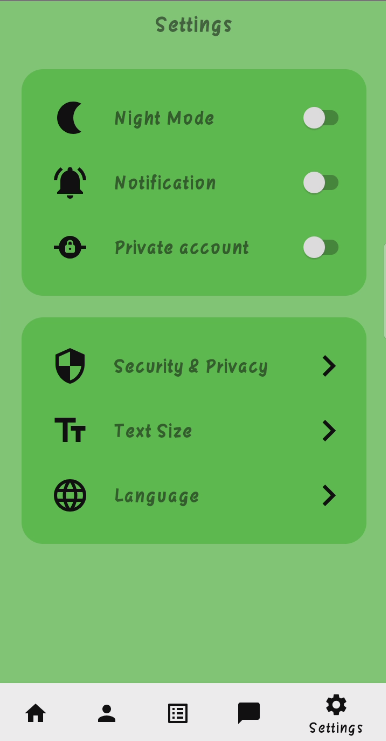 Settings
Night Mode
Notification
Private account
Security & Privacy
Text Size
Language
Settings